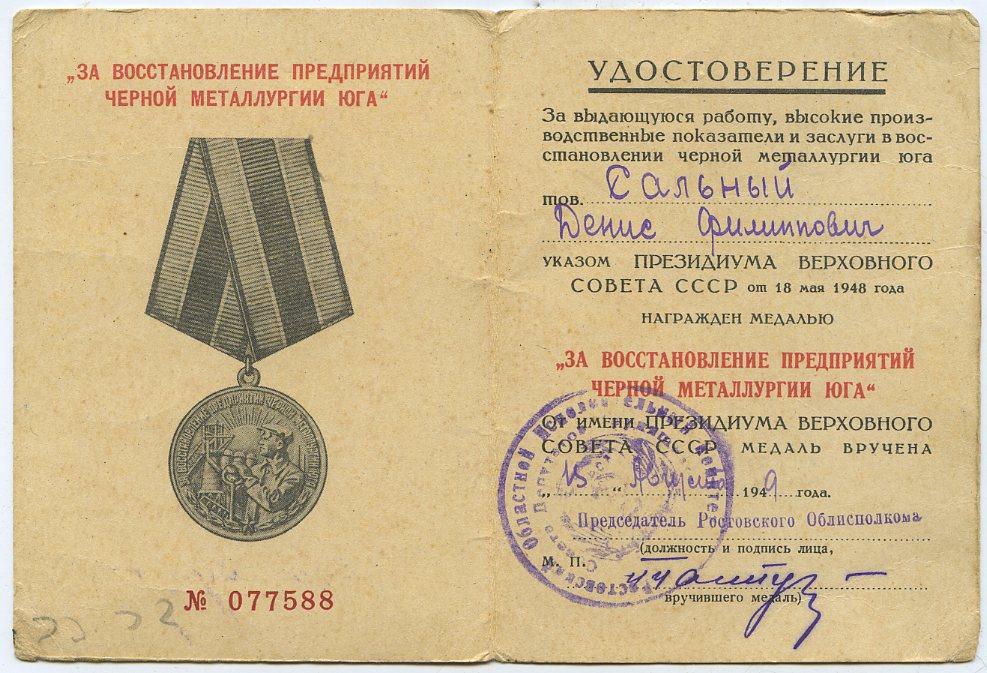 „ЗА ВОССТАНОВЛЕНИЕ ПРЕДПРИЯТИЙ
ЧЕРНОЙ МЕТАЛЛУРГИИ ЮГА“
№ 077588
УДОСТОВЕРЕНИЕ
За выдающуюся работу, высокие произ-
водственные показатели и заслуги в вос-
становлении черной металлургии юга
тов. Сальный
Денис Филиппович
УКАЗОМ ПРЕЗИДИУМА ВЕРХОВНОГО
СОВЕТА СССР от 18 мая 1948 года
НАГРАЖДЕН МЕДАЛЬЮ
„ЗА ВОССТАНОВЛЕНИЕ ПРЕДПРИЯТИЙ
ЧЕРНОЙ МЕТАЛЛУРГИИ ЮГА“
От имени ПРЕЗИДИУМА ВЕРХОВНОГО
СОВЕТА СССР МЕДАЛЬ ВРУЧЕНА
„15“ Августа 1949 года.
Председатель Ростовского Облисполкома
(должность и подпись лица,
М. П.
вручившего медаль)
Ростовский Областной